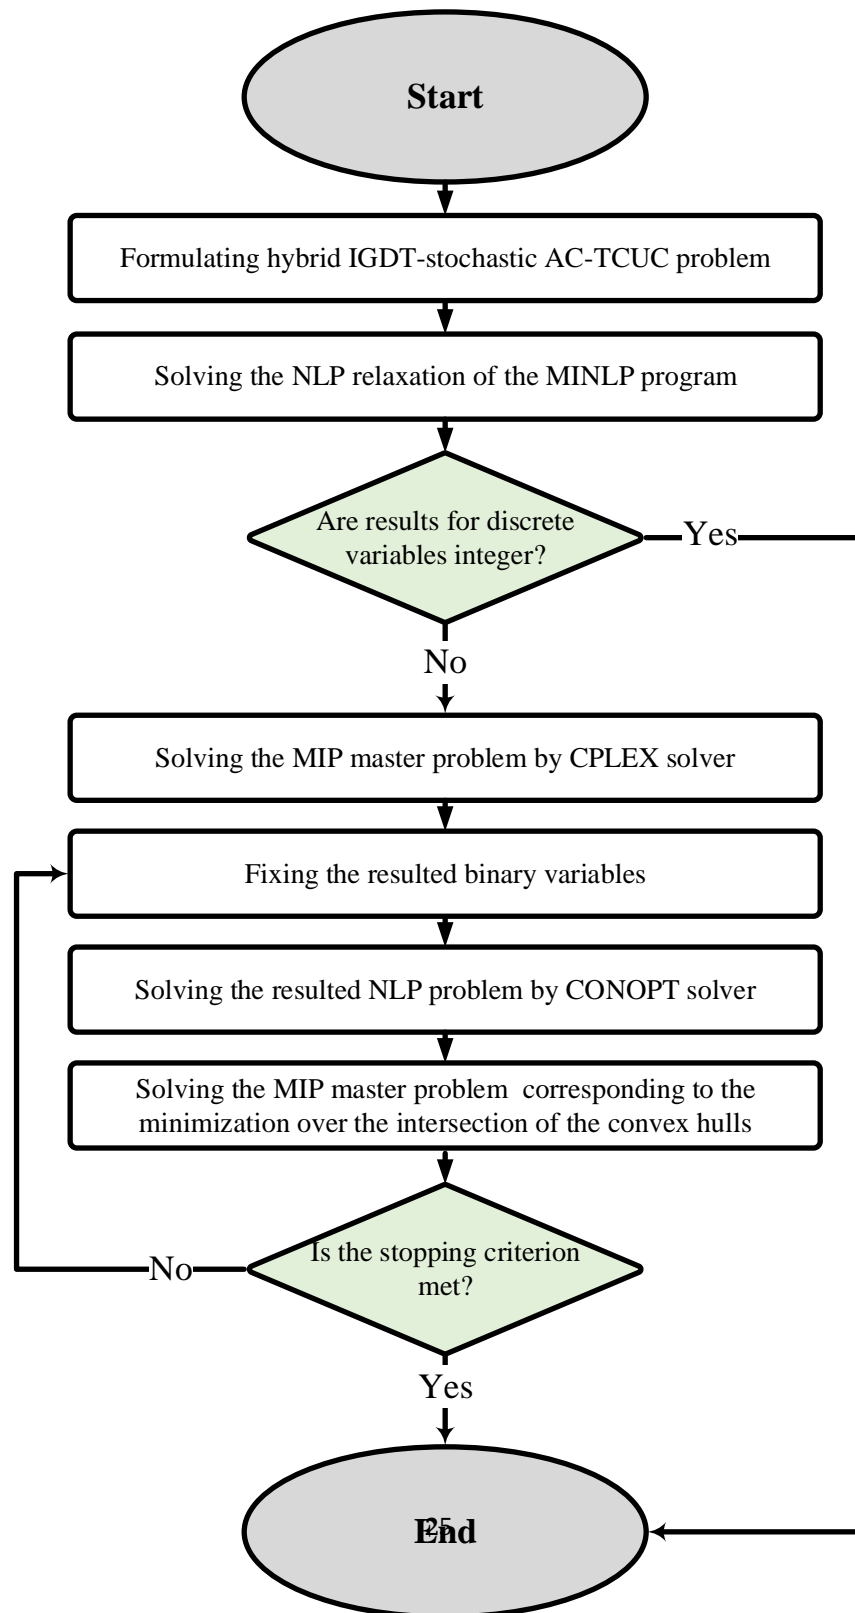 Start
Formulating hybrid IGDT-stochastic AC-TCUC problem
Solving the NLP relaxation of the MINLP program
Are results for discrete
variables integer?
Yes
No
Solving the MIP master problem by CPLEX solver
Fixing the resulted binary variables
Solving the resulted NLP problem by CONOPT solver
Solving the MIP master problem corresponding to the
minimization over the intersection of the convex hulls
Is the stopping criterion
met?
No
Yes
End
25